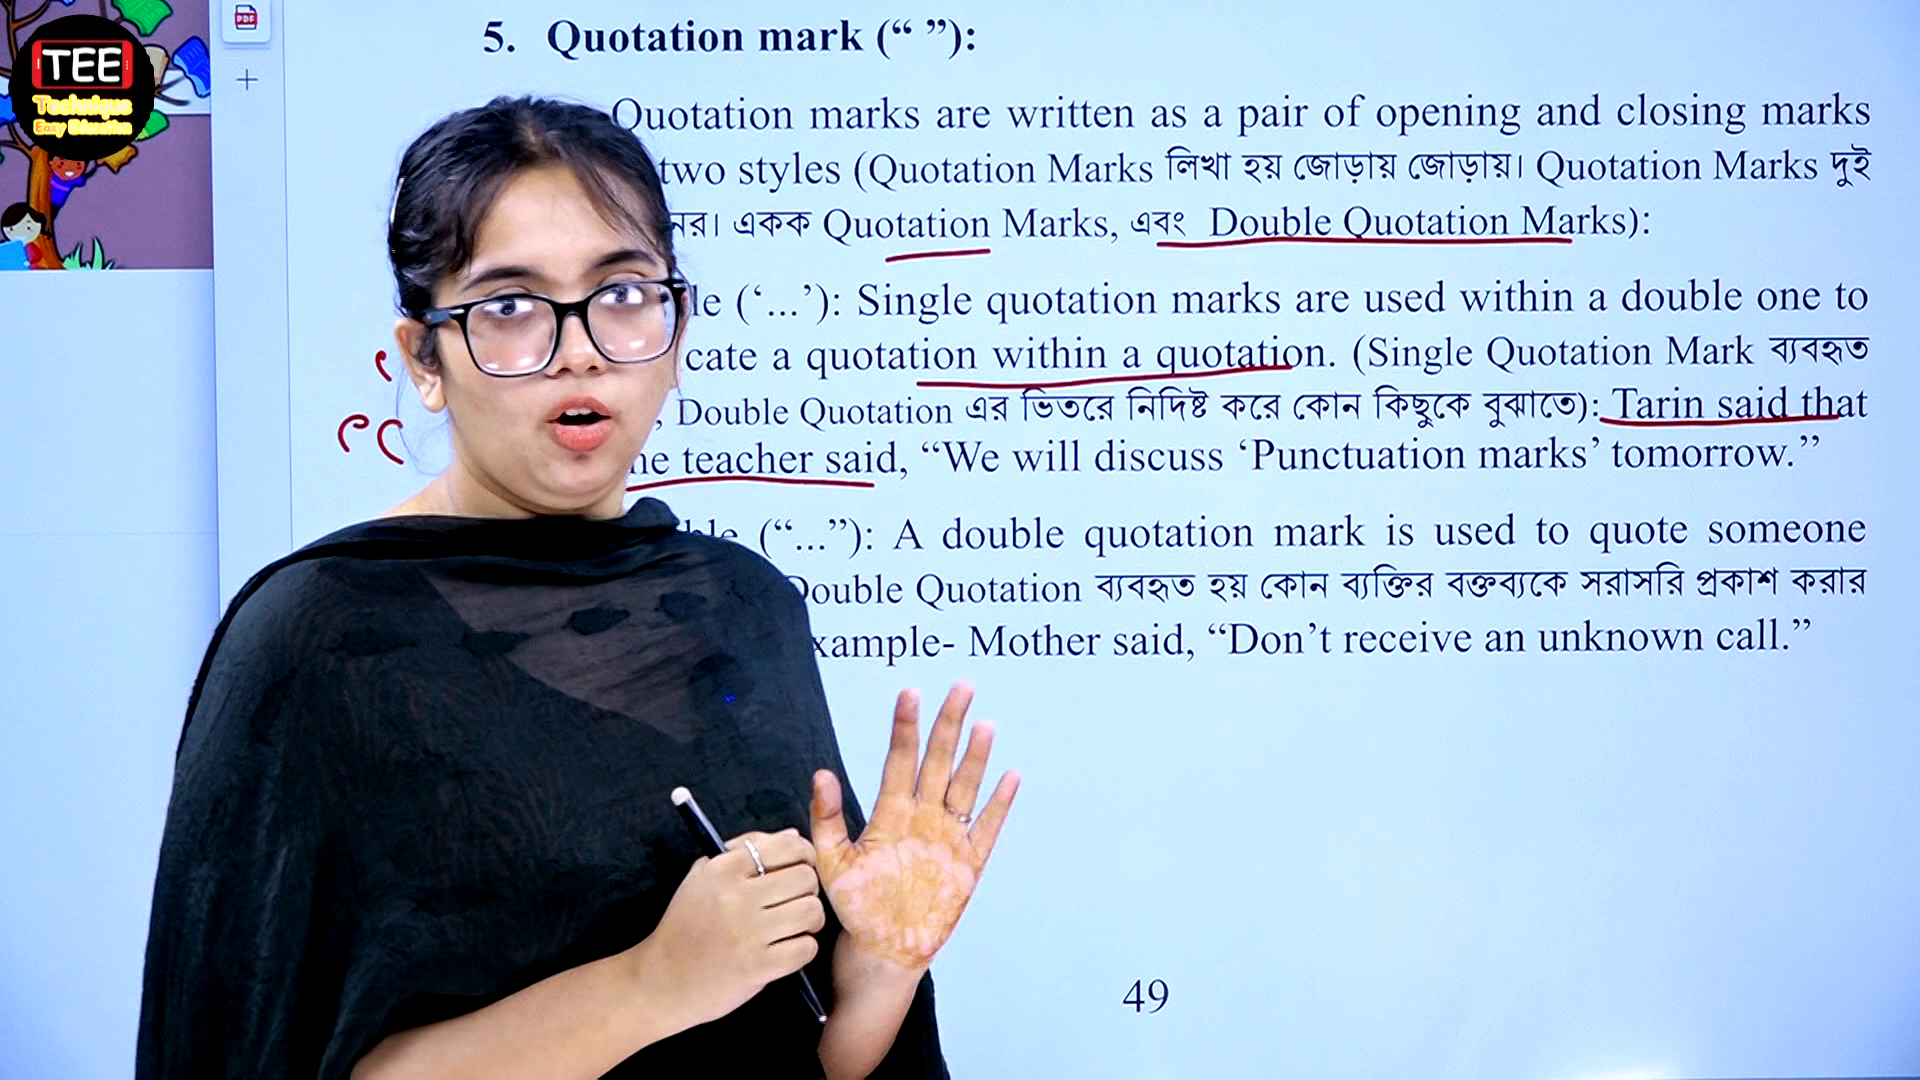 TEE
Technique
Easy Education
PDF
5. Quotation mark (“ ”):
Quotation marks are written as a pair of opening and closing marks
two styles (Quotation Marks লিখা হয় জোড়ায় জোড়ায়। Quotation Marks দুই
একক Quotation Marks, এবং Double Quotation Marks):
(‘...’): Single quotation marks are used within a double one to
a quotation within a quotation. (Single Quotation Mark ব্যবহৃত
, Double Quotation এর ভিতরে নিদিষ্ট করে কোন কিছুকে বুঝাতে): Tarin said that
teacher said, “We will discuss ‘Punctuation marks’ tomorrow.”
(“...”): A double quotation mark is used to quote someone
Double Quotation ব্যবহৃত হয় কোন ব্যক্তির বক্তব্যকে সরাসরি প্রকাশ করার
xample- Mother said, “Don’t receive an unknown call.”
49